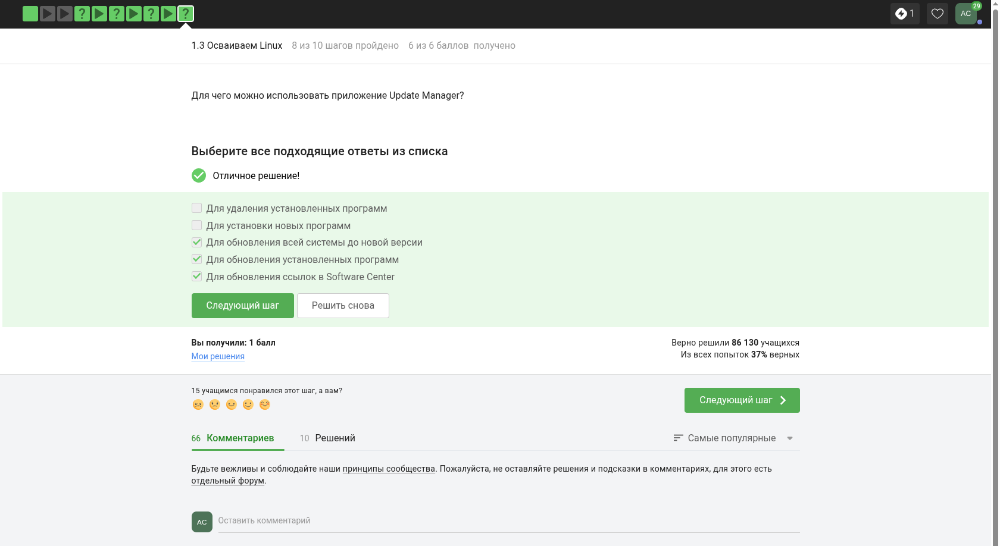 ? ? ? ?
1
AC
29
1.3 Осваиваем Linux 8 из 10 шагов пройдено 6 из 6 баллов получено
Для чего можно использовать приложение Update Manager?
Выберите все подходящие ответы из списка
Отличное решение!
Для удаления установленных программ
Для установки новых программ
Для обновления всей системы до новой версии
Для обновления установленных программ
Для обновления ссылок в Software Center
Следующий шаг Решить снова
Вы получили: 1 балл
Мои решения
Верно решили 86 130 учащихся
Из всех попыток 37% верных
15 учащимся понравился этот шаг, а вам?
Следующий шаг
66 Комментариев 10 Решений Самые популярные
Будьте вежливы и соблюдайте наши принципы сообщества. Пожалуйста, не оставляйте решения и подсказки в комментариях, для этого есть
отдельный форум.
AC Оставить комментарий